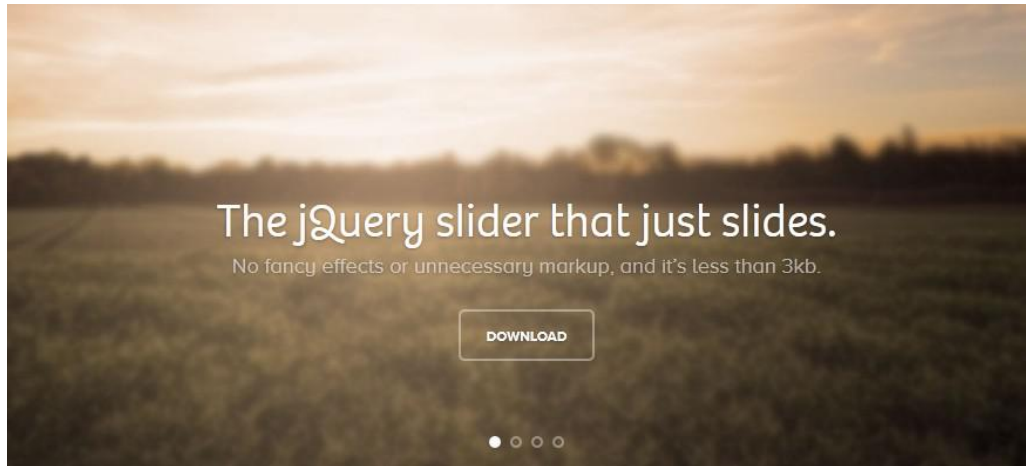 The jQuery slider that just slides.
No fancy effects or unnecessary markup, and it's less than 3kb.
DOWNLOAD